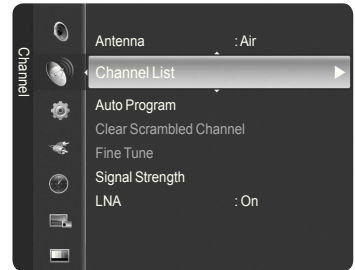 Channel
Antenna : Air
Channel List
Auto Program
Clear Scrambled Channel
Fine Tune
Signal Strength
LNA : On